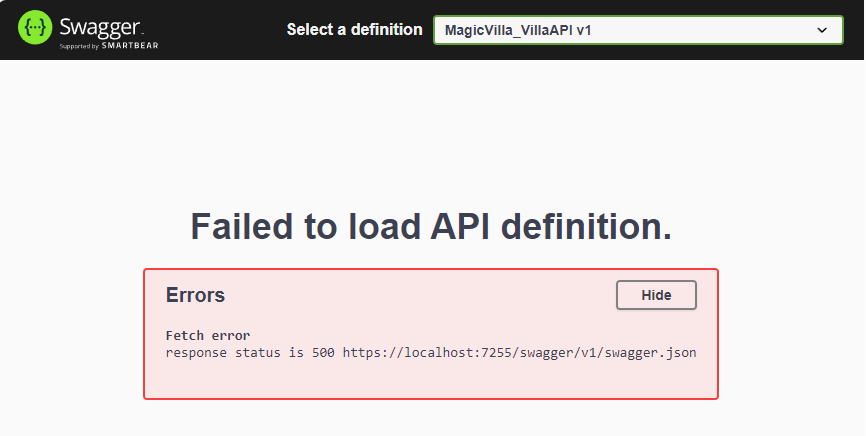 Swagger
Supported by SMARTBEAR
Select a definition
MagicVilla_VillaAPI v1
Failed to load API definition.
Errors
Hide
Fetch error
response status is 500 https://localhost:7255/swagger/v1/swagger.json